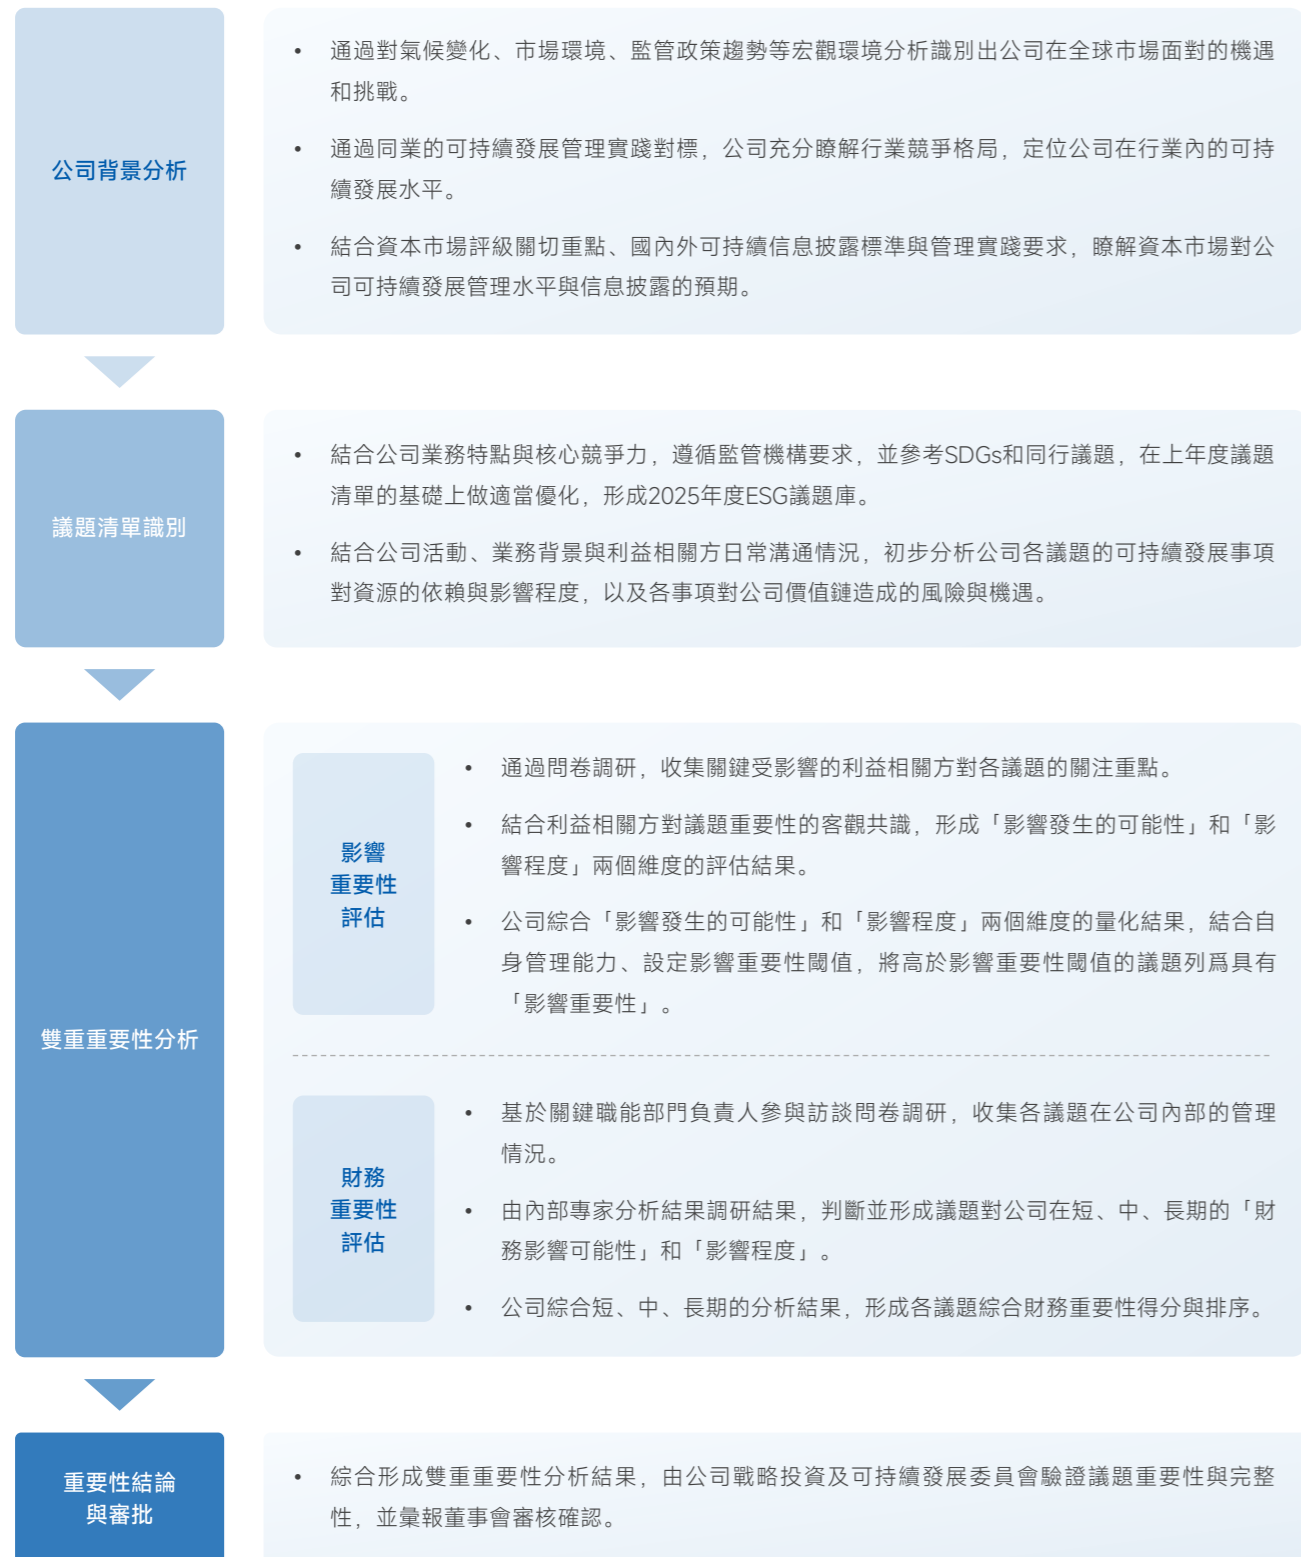 公司背景分析
• 通過對氣候變化、市場環境、監管政策趨勢等宏觀環境分析識別出公司在全球市場面對的機遇
和挑戰。
• 通過同業的可持續發展管理實踐對標，公司充分瞭解行業競爭格局，定位公司在行業內的可持
續發展水平。
• 結合資本市場評級關切重點、國內外可持續信息披露標準與管理實踐要求，瞭解資本市場對公
司可持續發展管理水平與信息披露的預期。
議題清單識別
• 結合公司業務特點與核心競爭力，遵循監管機構要求，並參考SDGs和同行議題，在上年度議題
清單的基礎上做適當優化，形成2025年度ESG議題庫。
• 結合公司活動、業務背景與利益相關方日常溝通情況，初步分析公司各議題的可持續發展事項
對資源的依賴與影響程度，以及各事項對公司價值鏈造成的風險與機遇。
雙重重要性分析
影響
重要性
評估
• 通過問卷調研，收集關鍵受影響的利益相關方對各議題的關注重點。
• 結合利益相關方對議題重要性的客觀共識，形成「影響發生的可能性」和「影
響程度」兩個維度的評估結果。
• 公司綜合「影響發生的可能性」和「影響程度」兩個維度的量化結果，結合自
身管理能力、設定影響重要性閾值，將高於影響重要性閾值的議題列爲具有
「影響重要性」。
財務
重要性
評估
• 基於關鍵職能部門負責人參與訪談問卷調研，收集各議題在公司內部的管理
情況。
• 由內部專家分析結果調研結果，判斷並形成議題對公司在短、中、長期的「財
務影響可能性」和「影響程度」。
• 公司綜合短、中、長期的分析結果，形成各議題綜合財務重要性得分與排序。
重要性結論
與審批
• 綜合形成雙重重要性分析結果，由公司戰略投資及可持續發展委員會驗證議題重要性與完整
性，並彙報董事會審核確認。